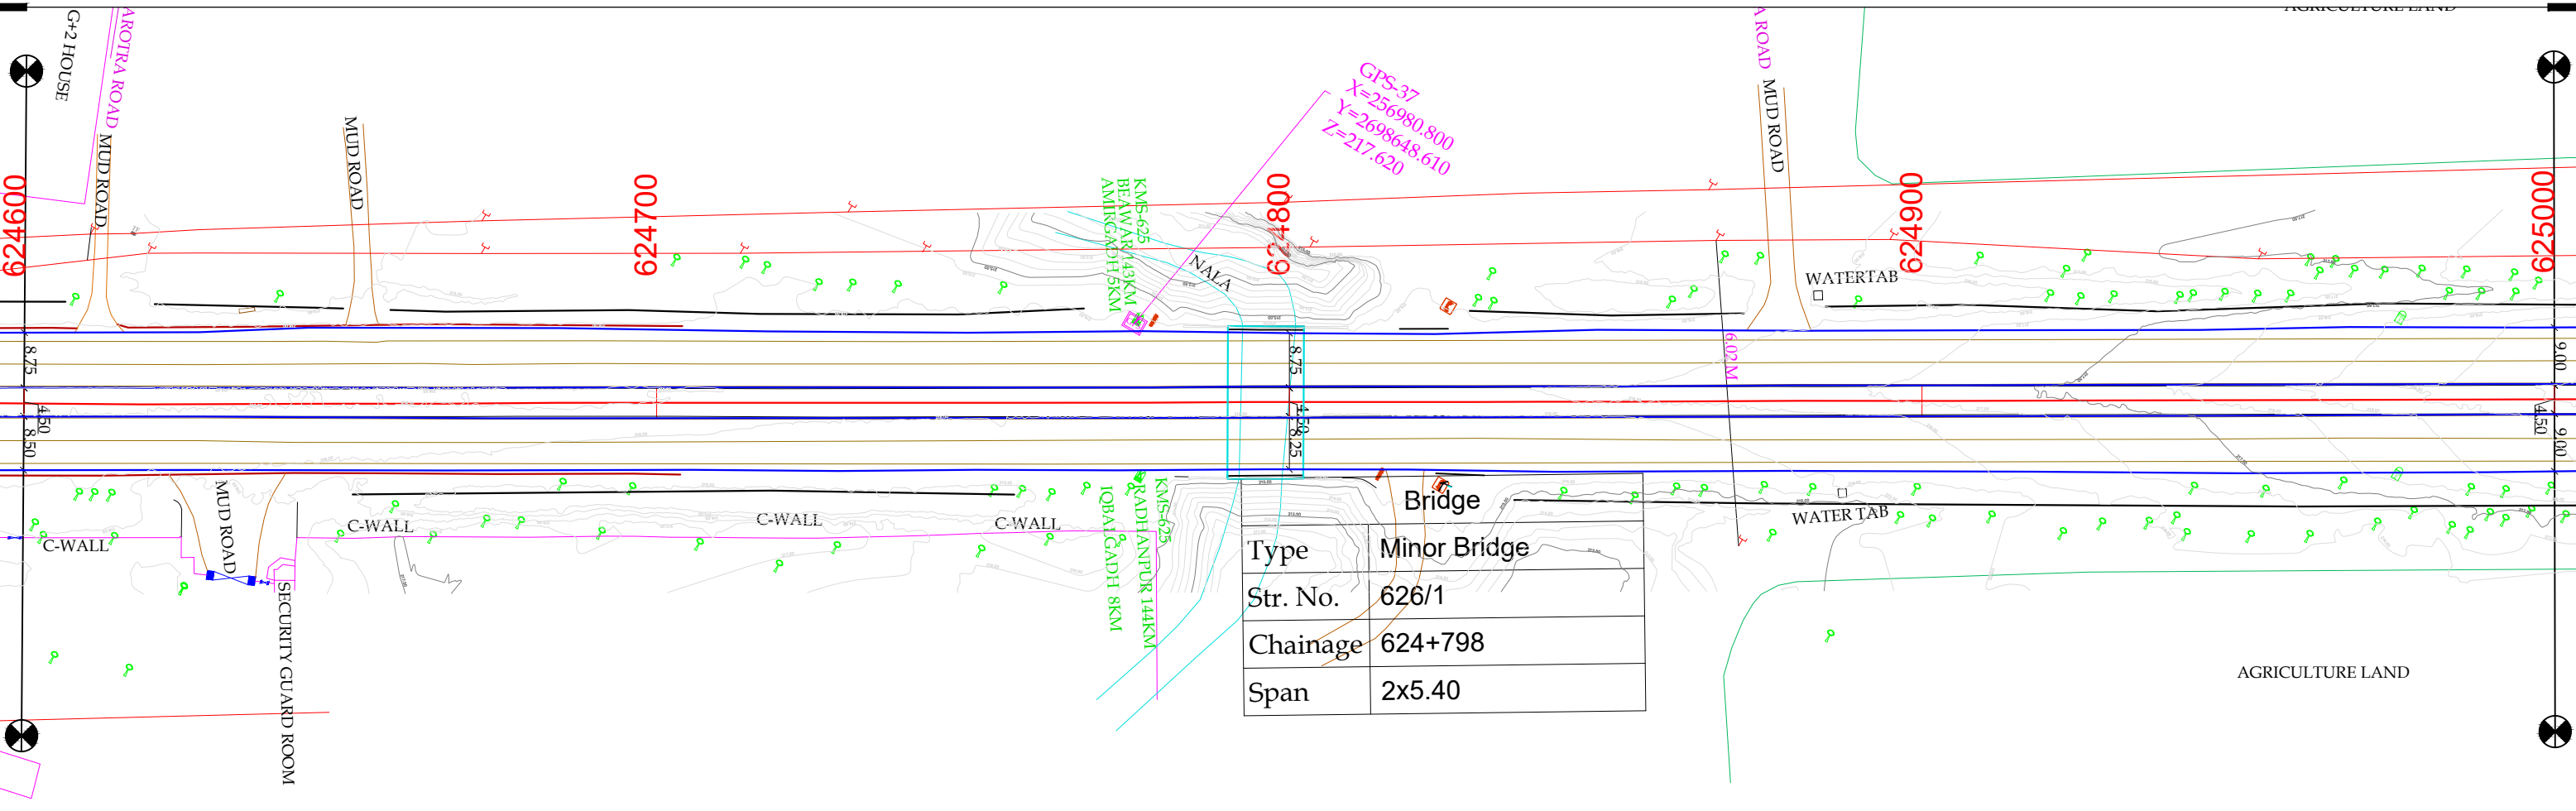 AGRICULTURE LAND
G+2 HOUSE
AROTRA ROAD
MUD ROAD
MUD ROAD
GPS-37
X=256980.800
Y=2698648.610
Z=217.620
A ROAD
MUD ROAD
624600
624700
624800
624900
625000
KMS-625
BEAWAR 143KM
AMIRGADH 5KM
NALA
WATERTAB
8.75
4.50
8.50
8.75
4.50
8.25
6.02M
9.00
4.50
9.00
MUD ROAD
C-WALL
C-WALL
C-WALL
C-WALL
SECURITY GUARD ROOM
KMS-625
RADHANPUR 144KM
IQBALGADH 8KM
WATER TAB
Bridge
Type Minor Bridge
Str. No. 626/1
Chainage 624+798
Span 2x5.40
AGRICULTURE LAND